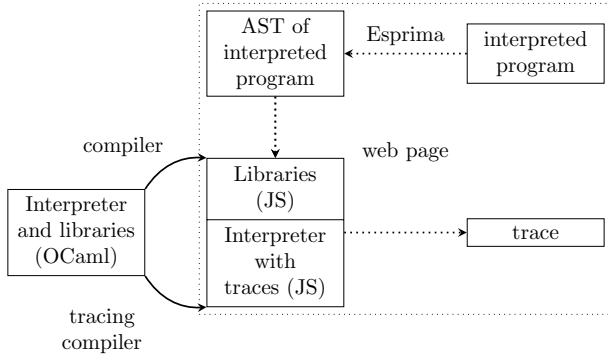 AST of
interpreted
program
Esprima
interpreted
program
compiler
web page
Interpreter
and libraries
(OCaml)
Libraries
(JS)
Interpreter
with
traces (JS)
trace
tracing
compiler